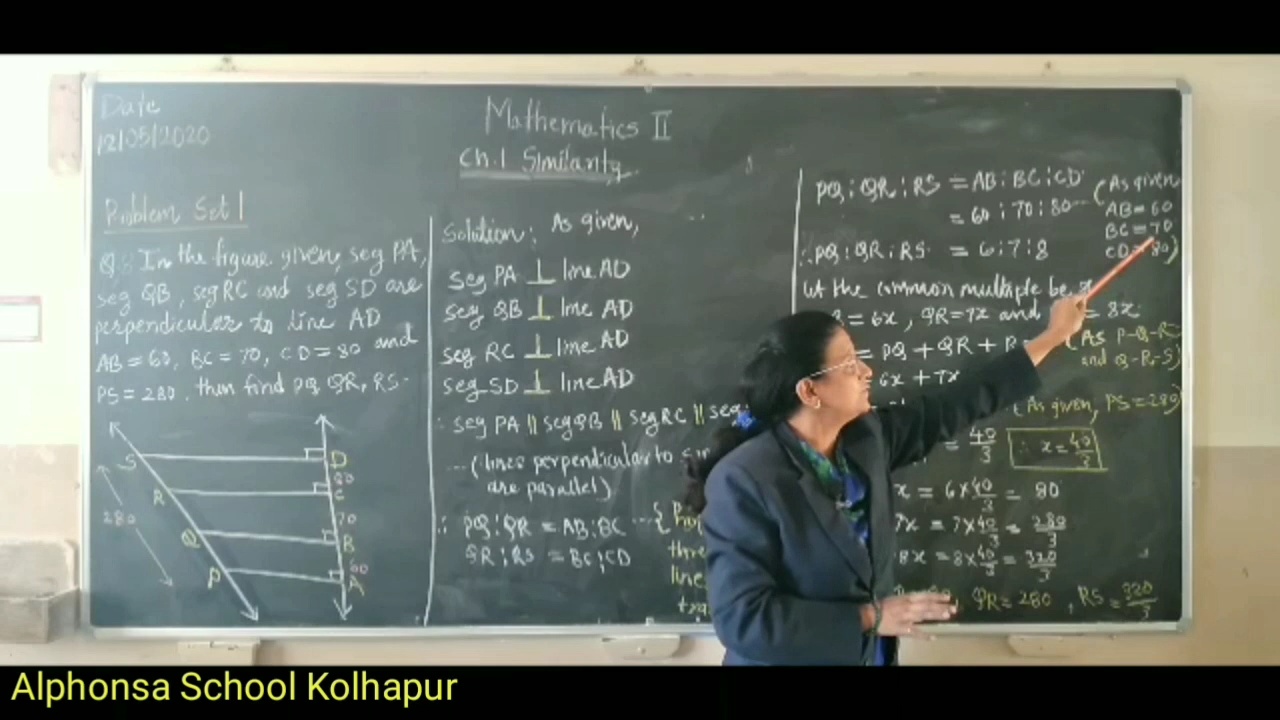 Date
12/05/2020
Mathematics II
Ch.1 Similarity
Problem Set 1
Q. In the figure given, seg PA,
seg QB, seg RC and seg SD are
perpendicular to line AD
AB = 60, BC = 70, CD = 80 and
PS = 280, then find PQ, QR, RS.
S
D
R
80
C
280
70
Q
B
60
P
A
Solution: As given,
seg PA ⊥ line AD
seg QB ⊥ line AD
seg RC ⊥ line AD
seg SD ⊥ line AD
∴ seg PA || seg QB || seg RC || seg
...(lines perpendicular to
are parallel)
∴ PQ : QR = AB : BC ...{
QR : RS = BC : CD
three
line
PQ : QR : RS = AB : BC : CD
= 60 : 70 : 80 ... (As given
AB = 60
BC = 70
CD = 80)
∴ PQ : QR : RS = 6 : 7 : 8
let the common multiple be x
= 6x, QR = 7x and = 8x
= PQ + QR + (As P-Q-R
and Q-R-S)
6x + 7x
(As given, PS = 280)
= 40/3 ∴ x = 40/3
x = 6 × 40/3 = 80
7x = 7 × 40/3 = 280/3
8x = 8 × 40/3 = 320/3
QR = 280, RS = 320/3
Alphonsa School Kolhapur